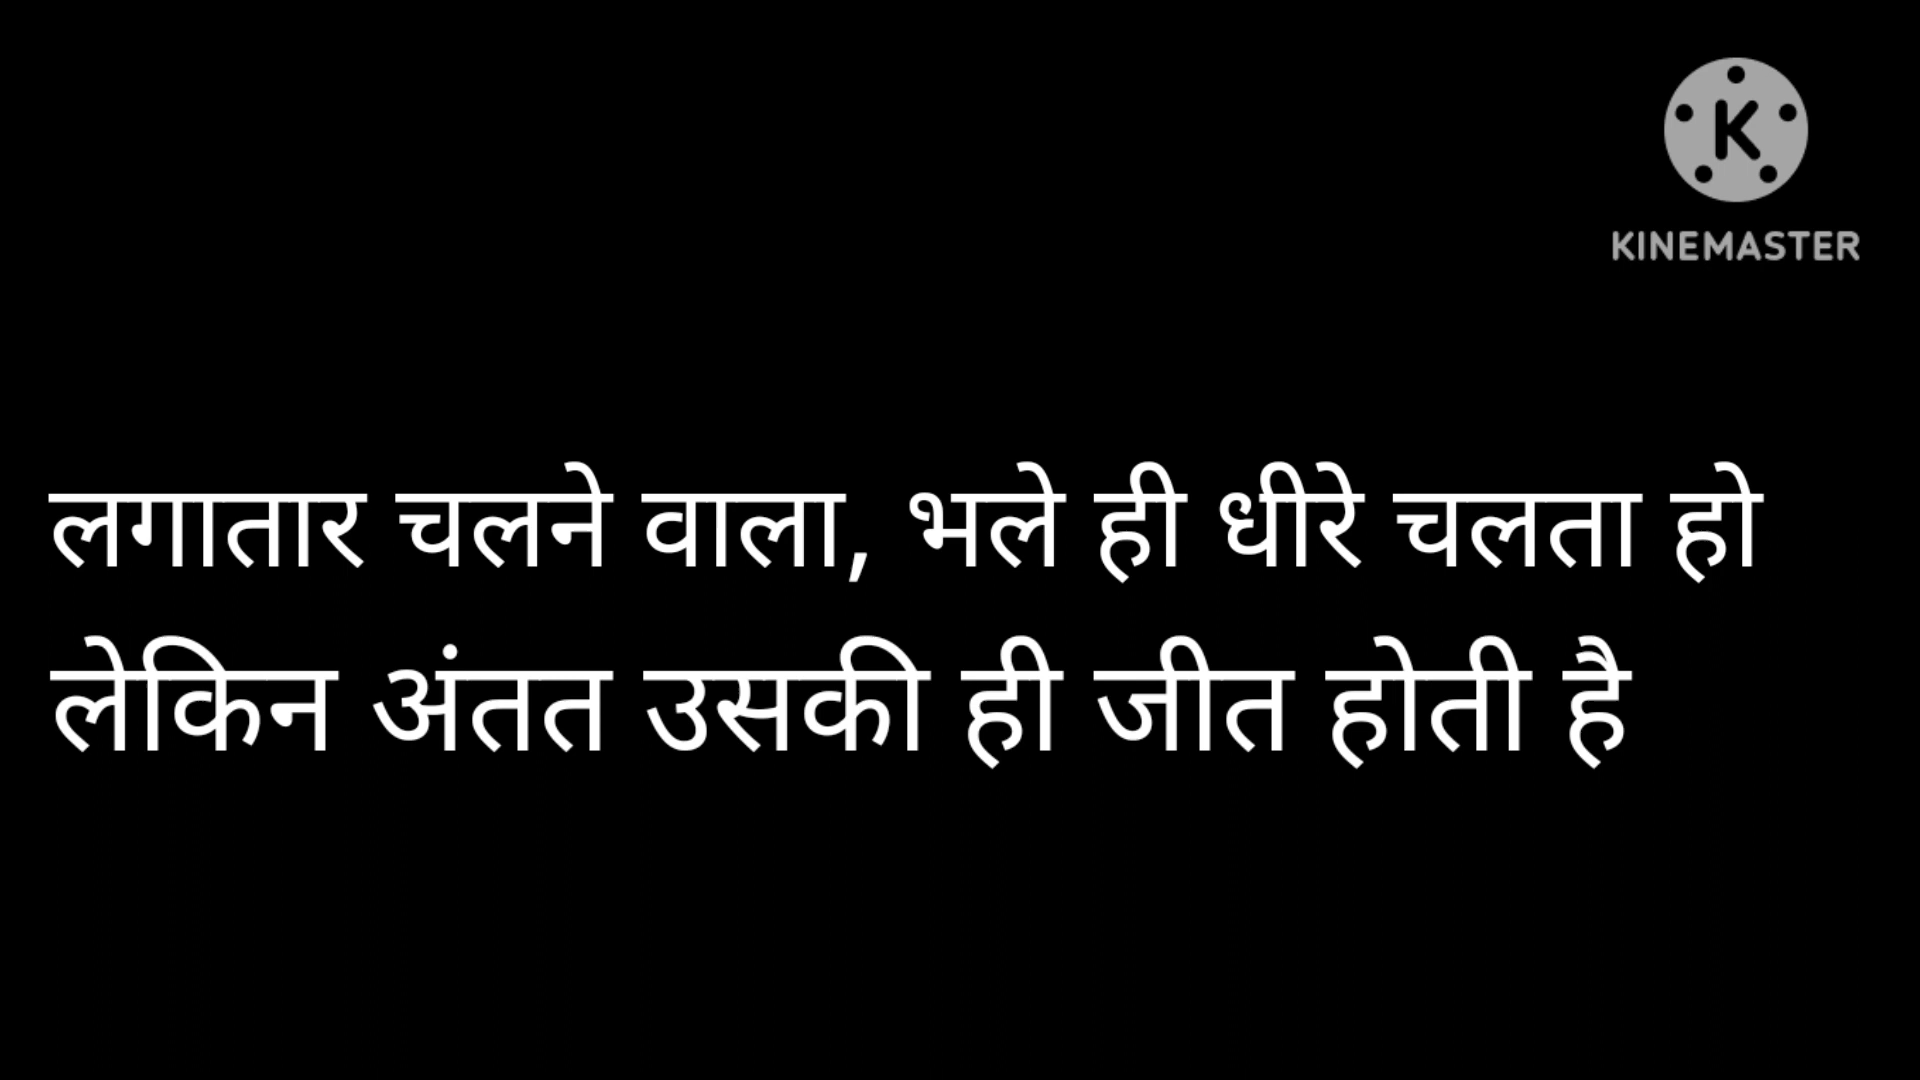 K
KINEMASTER
लगातार चलने वाला, भले ही धीरे चलता हो
लेकिन अंतत उसकी ही जीत होती है